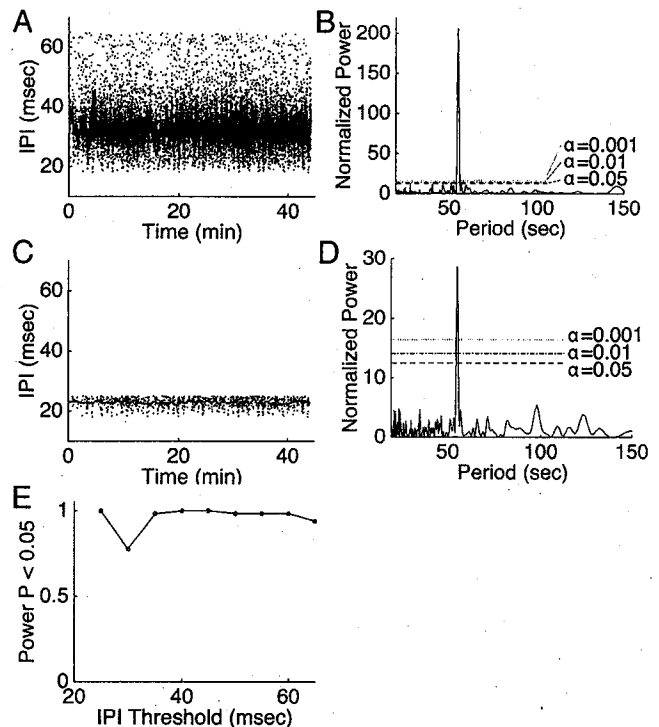 A
IPI (msec)
60
40
20
0
20
40
Time (min)
B
Normalized Power
200
150
100
50
0
α=0.001
α=0.01
α=0.05
50
100
150
Period (sec)
C
IPI (msec)
60
40
20
0
20
40
Time (min)
D
Normalized Power
30
20
10
0
α=0.001
α=0.01
α=0.05
50
100
150
Period (sec)
E
Power P < 0.05
1
0.5
0
20
40
60
IPI Threshold (msec)